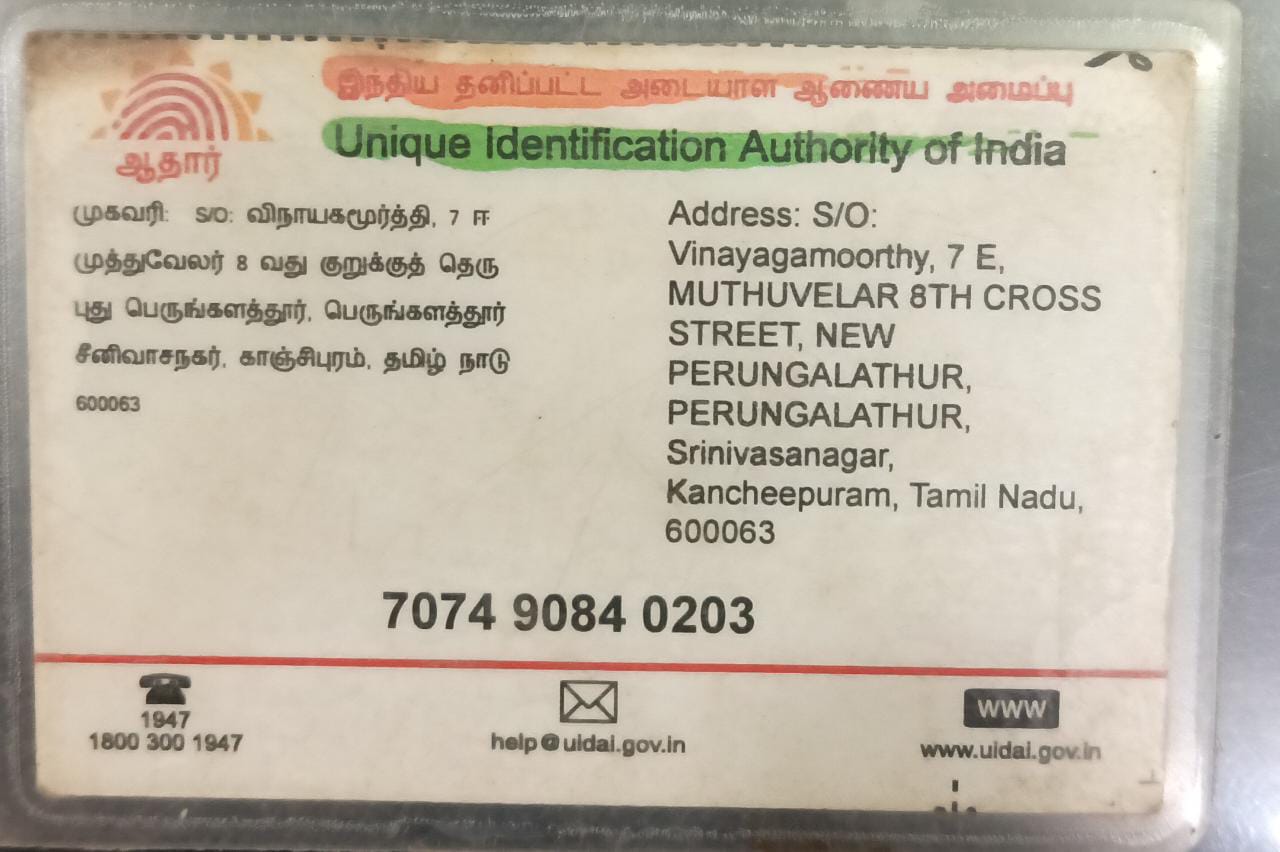 இந்திய தனிப்பட்ட அடையாள ஆணைய அமைப்பு
Unique Identification Authority of India
ஆதார்
முகவரி: S/O: விநாயகமூர்த்தி, 7 ஈ
முத்துவேலர் 8 வது குறுக்குத் தெரு
புது பெருங்களத்தூர், பெருங்களத்தூர்
சீனிவாசநகர், காஞ்சிபுரம், தமிழ் நாடு
600063
Address: S/O:
Vinayagamoorthy, 7 E,
MUTHUVELAR 8TH CROSS
STREET, NEW
PERUNGALATHUR,
PERUNGALATHUR,
Srinivasanagar,
Kancheepuram, Tamil Nadu,
600063
7074 9084 0203
1947
1800 300 1947
help@uidai.gov.in
WWW
www.uidai.gov.in